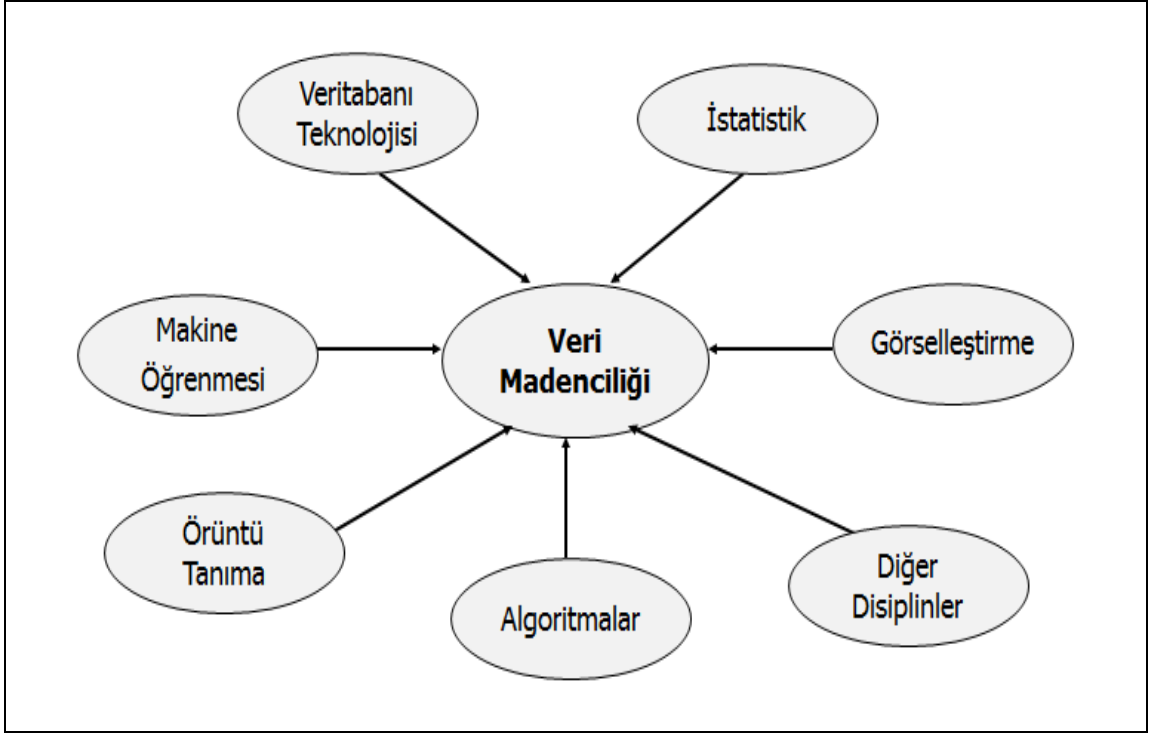 Veritabanı
Teknolojisi
İstatistik
Makine
Öğrenmesi
Veri
Madenciliği
Görselleştirme
Örüntü
Tanıma
Algoritmalar
Diğer
Disiplinler